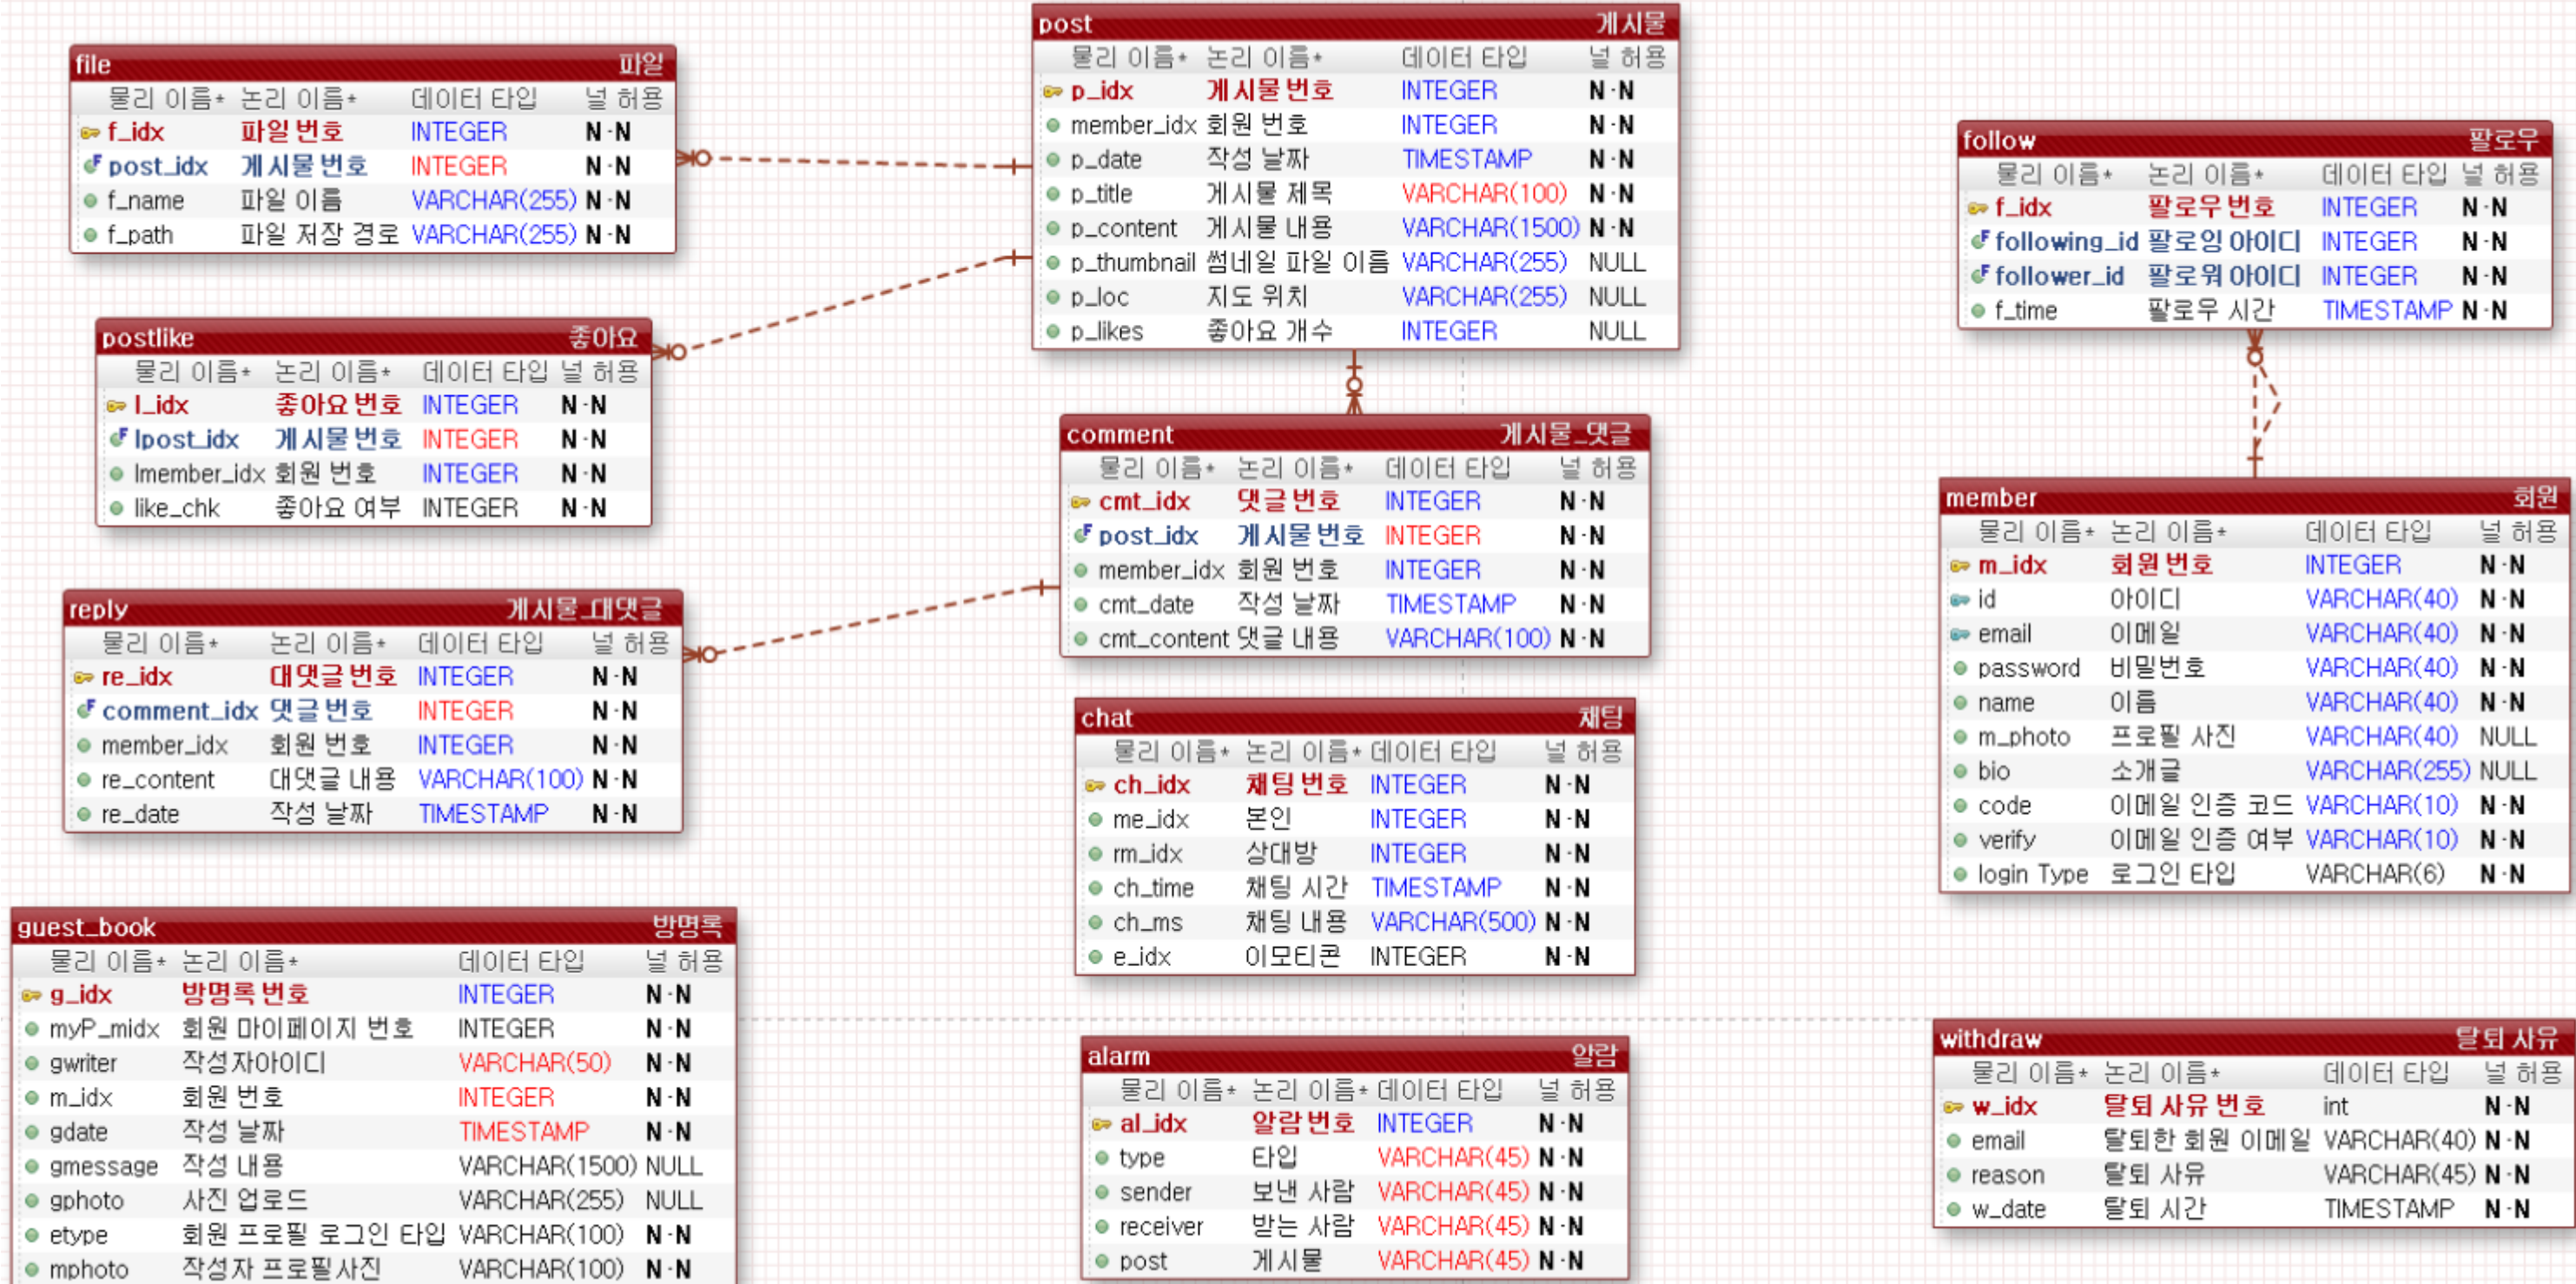 file 파일
물리 이름* 논리 이름* 데이터 타입 널 허용
f_idx 파일 번호 INTEGER N-N
post_idx 게시물 번호 INTEGER N-N
f_name 파일 이름 VARCHAR(255) N-N
f_path 파일 저장 경로 VARCHAR(255) N-N
post 게시물
물리 이름* 논리 이름* 데이터 타입 널 허용
p_idx 게시물 번호 INTEGER N-N
member_idx 회원 번호 INTEGER N-N
p_date 작성 날짜 TIMESTAMP N-N
p_title 게시물 제목 VARCHAR(100) N-N
p_content 게시물 내용 VARCHAR(1500) N-N
p_thumbnail 썸네일 파일 이름 VARCHAR(255) NULL
p_loc 지도 위치 VARCHAR(255) NULL
p_likes 좋아요 개수 INTEGER NULL
follow 팔로우
물리 이름* 논리 이름* 데이터 타입 널 허용
f_idx 팔로우 번호 INTEGER N-N
following_id 팔로잉 아이디 INTEGER N-N
follower_id 팔로워 아이디 INTEGER N-N
f_time 팔로우 시간 TIMESTAMP N-N
postlike 좋아요
물리 이름* 논리 이름* 데이터 타입 널 허용
l_idx 좋아요 번호 INTEGER N-N
lpost_idx 게시물 번호 INTEGER N-N
lmember_idx 회원 번호 INTEGER N-N
like_chk 좋아요 여부 INTEGER N-N
comment 게시물_댓글
물리 이름* 논리 이름* 데이터 타입 널 허용
cmt_idx 댓글 번호 INTEGER N-N
post_idx 게시물 번호 INTEGER N-N
member_idx 회원 번호 INTEGER N-N
cmt_date 작성 날짜 TIMESTAMP N-N
cmt_content 댓글 내용 VARCHAR(100) N-N
member 회원
물리 이름* 논리 이름* 데이터 타입 널 허용
m_idx 회원 번호 INTEGER N-N
id 아이디 VARCHAR(40) N-N
email 이메일 VARCHAR(40) N-N
password 비밀번호 VARCHAR(40) N-N
name 이름 VARCHAR(40) N-N
m_photo 프로필 사진 VARCHAR(40) NULL
bio 소개글 VARCHAR(255) NULL
code 이메일 인증 코드 VARCHAR(10) N-N
verify 이메일 인증 여부 VARCHAR(10) N-N
login Type 로그인 타입 VARCHAR(6) N-N
reply 게시물_대댓글
물리 이름* 논리 이름* 데이터 타입 널 허용
re_idx 대댓글 번호 INTEGER N-N
comment_idx 댓글 번호 INTEGER N-N
member_idx 회원 번호 INTEGER N-N
re_content 대댓글 내용 VARCHAR(100) N-N
re_date 작성 날짜 TIMESTAMP N-N
chat 채팅
물리 이름* 논리 이름* 데이터 타입 널 허용
ch_idx 채팅 번호 INTEGER N-N
me_idx 본인 INTEGER N-N
rm_idx 상대방 INTEGER N-N
ch_time 채팅 시간 TIMESTAMP N-N
ch_ms 채팅 내용 VARCHAR(500) N-N
e_idx 이모티콘 INTEGER N-N
guest_book 방명록
물리 이름* 논리 이름* 데이터 타입 널 허용
g_idx 방명록 번호 INTEGER N-N
myP_midx 회원 마이페이지 번호 INTEGER N-N
gwriter 작성자아이디 VARCHAR(50) N-N
m_idx 회원 번호 INTEGER N-N
gdate 작성 날짜 TIMESTAMP N-N
gmessage 작성 내용 VARCHAR(1500) NULL
gphoto 사진 업로드 VARCHAR(255) NULL
etype 회원 프로필 로그인 타입 VARCHAR(100) N-N
mphoto 작성자 프로필사진 VARCHAR(100) N-N
alarm 알람
물리 이름* 논리 이름* 데이터 타입 널 허용
al_idx 알람 번호 INTEGER N-N
type 타입 VARCHAR(45) N-N
sender 보낸 사람 VARCHAR(45) N-N
receiver 받는 사람 VARCHAR(45) N-N
post 게시물 VARCHAR(45) N-N
withdraw 탈퇴 사유
물리 이름* 논리 이름* 데이터 타입 널 허용
w_idx 탈퇴 사유 번호 int N-N
email 탈퇴한 회원 이메일 VARCHAR(40) N-N
reason 탈퇴 사유 VARCHAR(45) N-N
w_date 탈퇴 시간 TIMESTAMP N-N